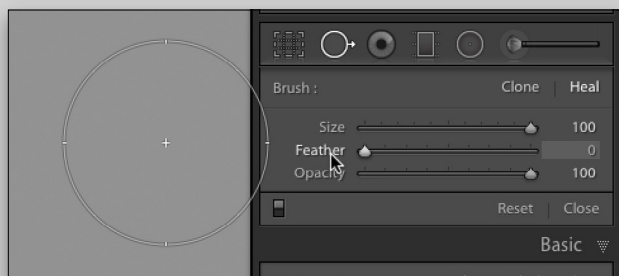 Brush : Clone | Heal
Size 100
Feather 0
Opacity 100
Reset | Close
Basic